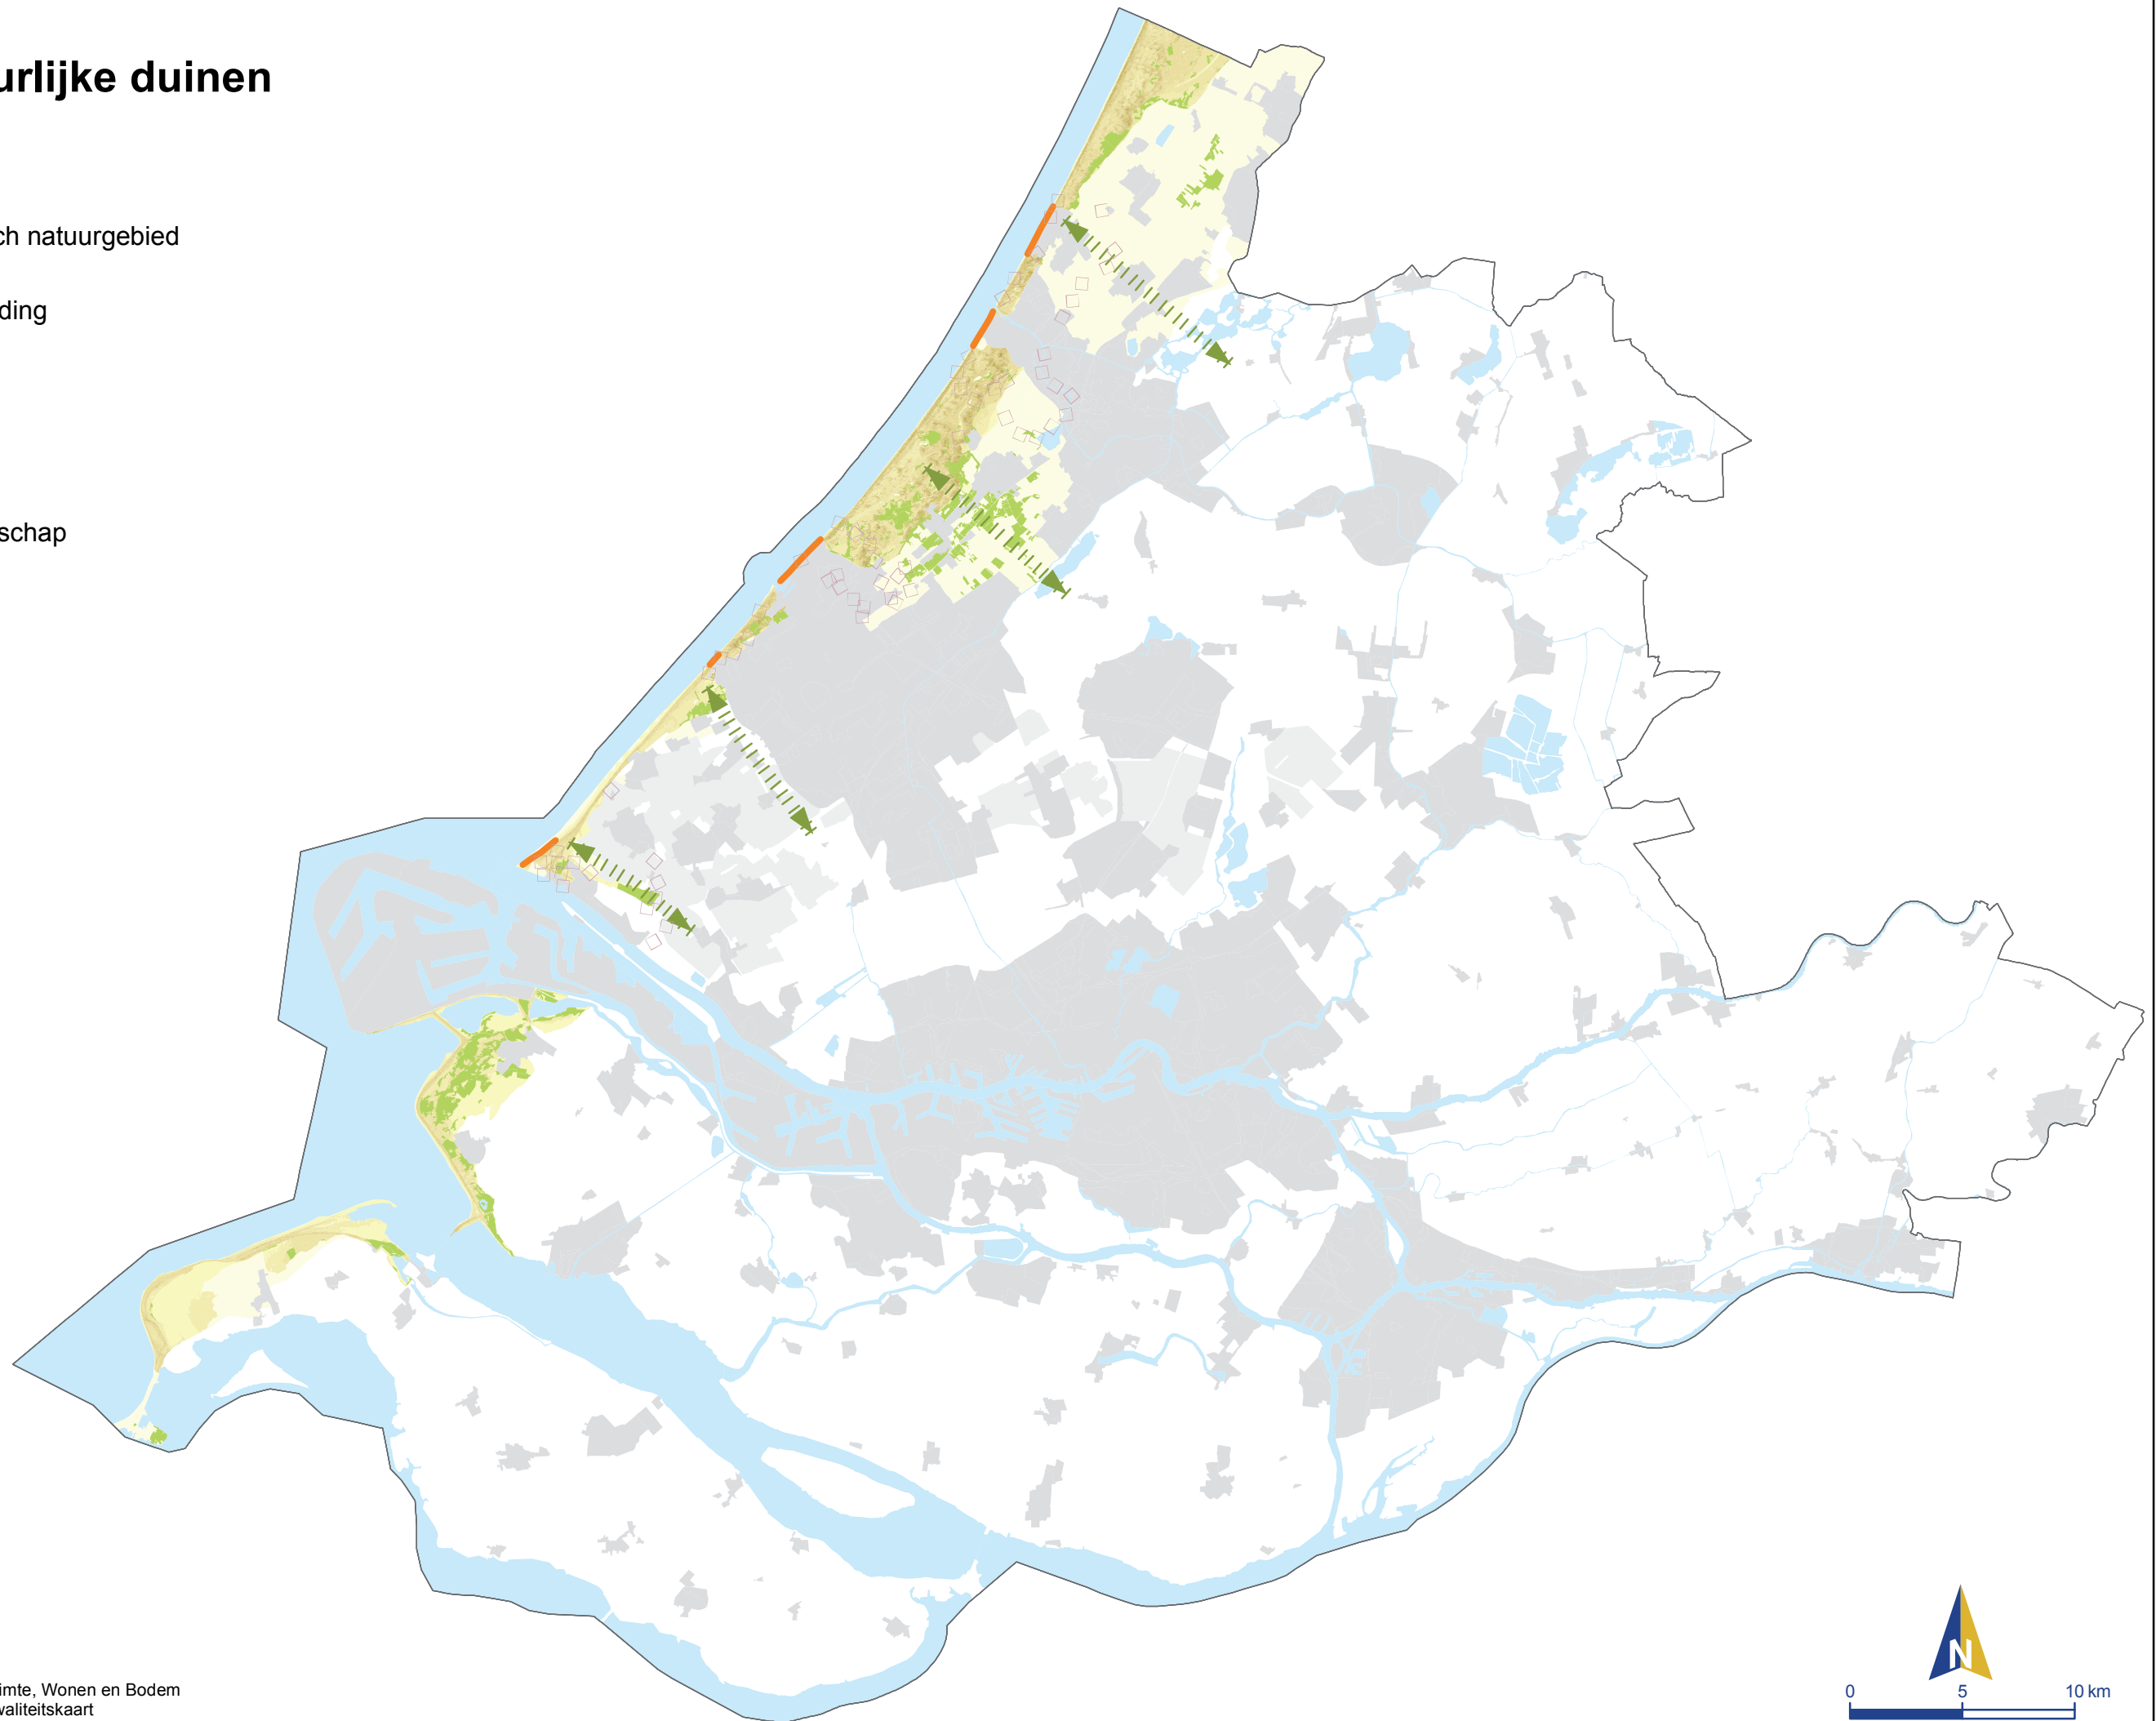 urlijke duinen
ch natuurgebied
ding
schap
imte, Wonen en Bodem
valiteitskaart
N
0 5 10 km